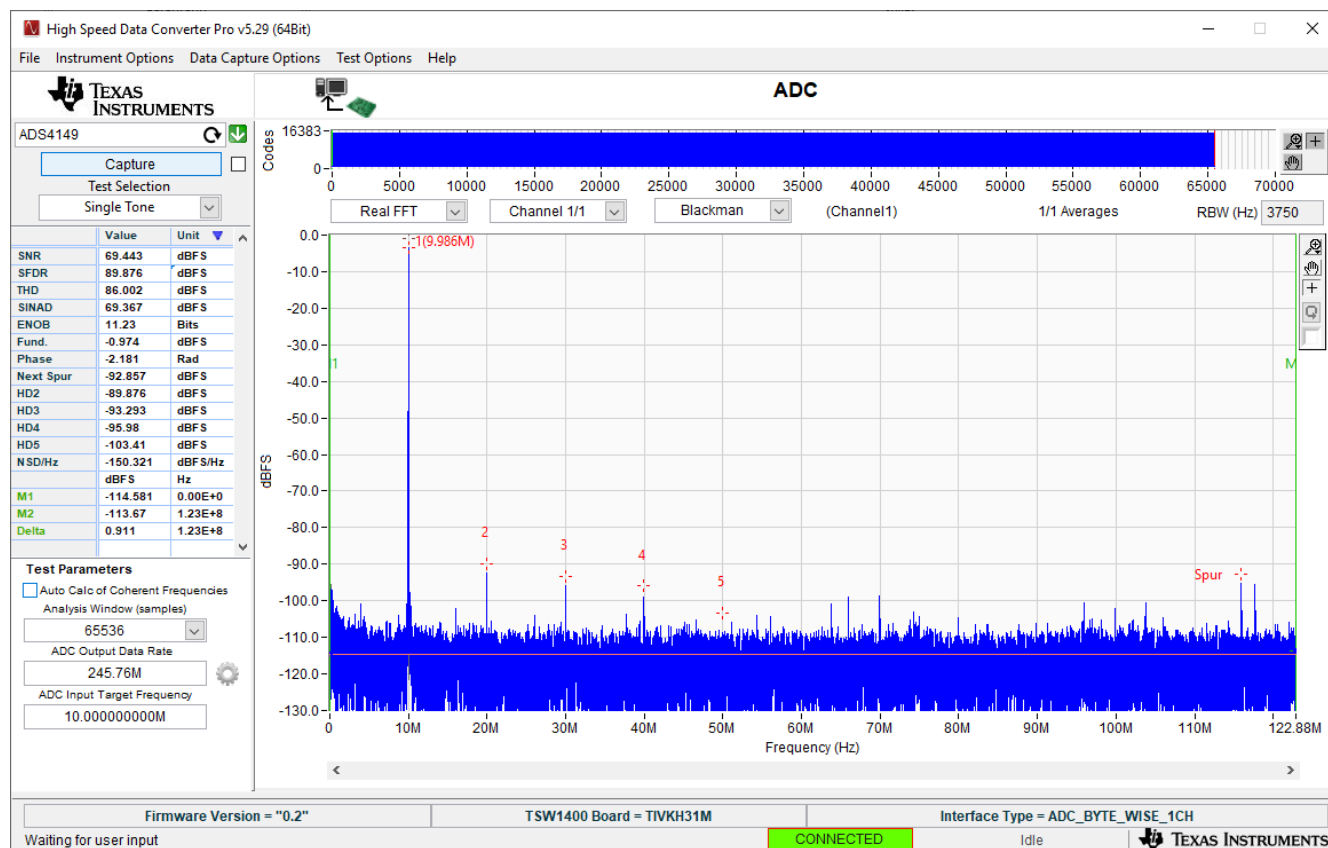 High Speed Data Converter Pro v5.29 (64Bit)
File Instrument Options Data Capture Options Test Options Help
TEXAS
INSTRUMENTS
ADC
ADS4149
Capture
Test Selection
Single Tone
Value Unit
SNR 69.443 dBFS
SFDR 89.876 dBFS
THD 86.002 dBFS
SINAD 69.367 dBFS
ENOB 11.23 Bits
Fund. -0.974 dBFS
Phase -2.181 Rad
Next Spur -92.857 dBFS
HD2 -89.876 dBFS
HD3 -93.293 dBFS
HD4 -95.98 dBFS
HD5 -103.41 dBFS
NSD/Hz -150.321 dBFS/Hz
dBFS Hz
M1 -114.581 0.00E+0
M2 -113.67 1.23E+8
Delta 0.911 1.23E+8
Test Parameters
Auto Calc of Coherent Frequencies
Analysis Window (samples)
65536
ADC Output Data Rate
245.76M
ADC Input Target Frequency
10.000000000M
Codes
16383
0
0 5000 10000 15000 20000 25000 30000 35000 40000 45000 50000 55000 60000 65000 70000
Real FFT Channel 1/1 Blackman (Channel1) 1/1 Averages RBW (Hz) 3750
dBFS
0.0
-10.0
-20.0
-30.0
-40.0
-50.0
-60.0
-70.0
-80.0
-90.0
-100.0
-110.0
-120.0
-130.0
1(9.986M)
1
M
2
3
4
5
Spur
0 10M 20M 30M 40M 50M 60M 70M 80M 90M 100M 110M 122.88M
Frequency (Hz)
Firmware Version = "0.2" TSW1400 Board = TIVKH31M Interface Type = ADC_BYTE_WISE_1CH
Waiting for user input CONNECTED Idle TEXAS INSTRUMENTS